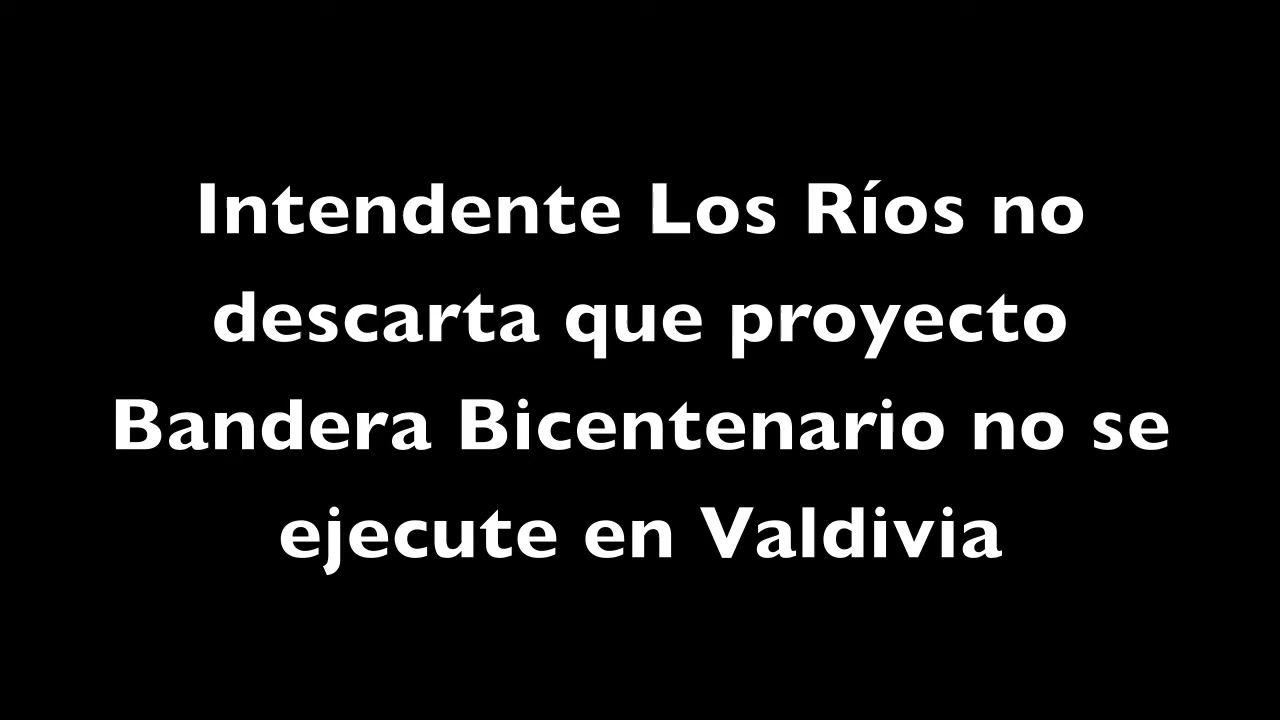 Intendente Los Ríos no
descarta que proyecto
Bandera Bicentenario no se
ejecute en Valdivia